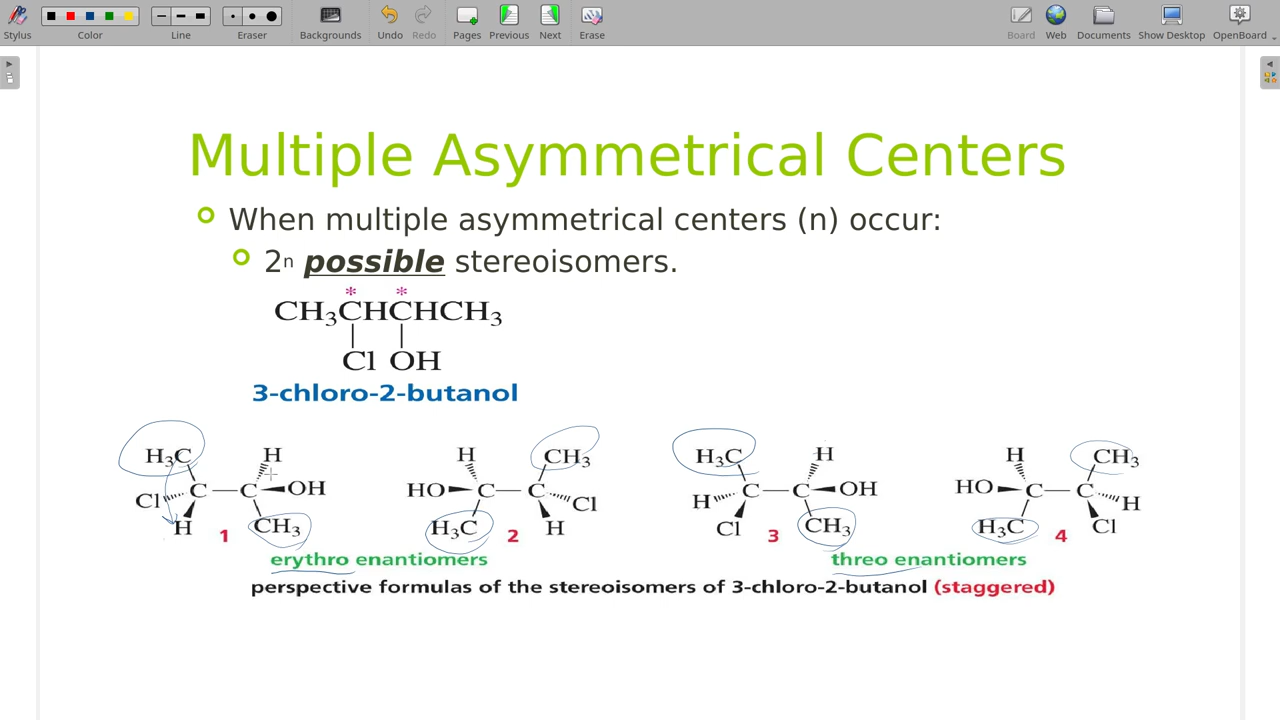 Stylus Color Line Eraser Backgrounds Undo Redo Pages Previous Next Erase Board Web Documents Show Desktop OpenBoard
Multiple Asymmetrical Centers
When multiple asymmetrical centers (n) occur:
2ⁿ possible stereoisomers.
* *
CH₃CHCHCH₃
Cl OH
3-chloro-2-butanol
H₃C H H CH₃ H₃C H H CH₃
Cl C C OH HO C C Cl H C C OH HO C C H
H CH₃ H₃C H Cl CH₃ H₃C Cl
1 2 3 4
erythro enantiomers threo enantiomers
perspective formulas of the stereoisomers of 3-chloro-2-butanol (staggered)